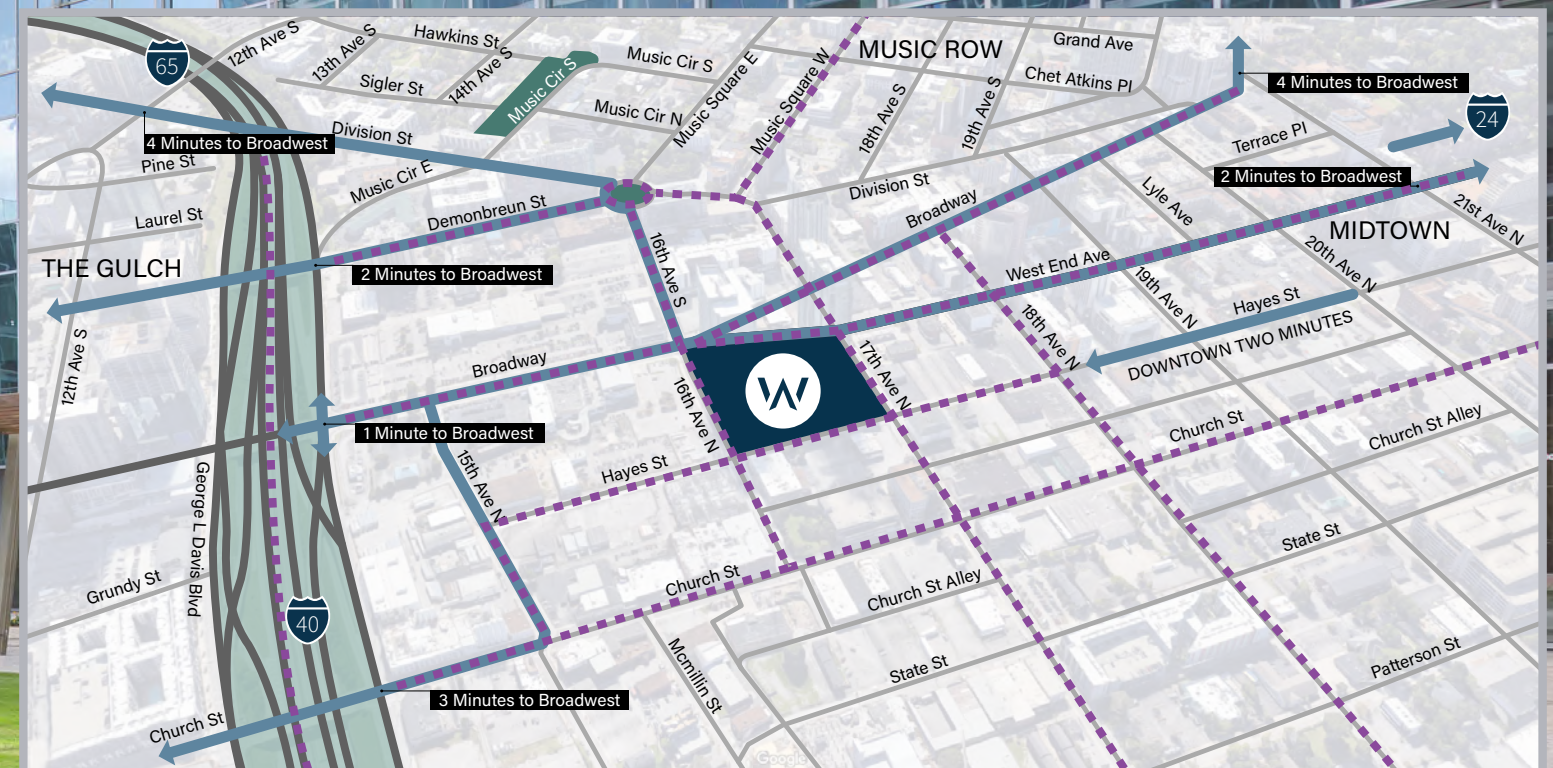 65
12th Ave S
13th Ave S
Hawkins St
14th Ave S
Sigler St
Music Cir S
Music Cir S
Music Cir N
Music Square E
Music Square W
MUSIC ROW
18th Ave S
19th Ave S
Grand Ave
Chet Atkins Pl
4 Minutes to Broadwest
24
4 Minutes to Broadwest
Division St
Pine St
Music Cir E
Laurel St
Demonbreun St
Division St
Broadway
Terrace Pl
2 Minutes to Broadwest
Lyle Ave
21st Ave N
MIDTOWN
THE GULCH
2 Minutes to Broadwest
16th Ave S
West End Ave
20th Ave N
19th Ave N
Hayes St
DOWNTOWN TWO MINUTES
18th Ave N
12th Ave S
Broadway
17th Ave N
16th Ave N
W
1 Minute to Broadwest
15th Ave N
Hayes St
Church St
Church St Alley
George L Davis Blvd
State St
Grundy St
40
Church St
Church St Alley
State St
Mcmillin St
Patterson St
3 Minutes to Broadwest
Church St
Google